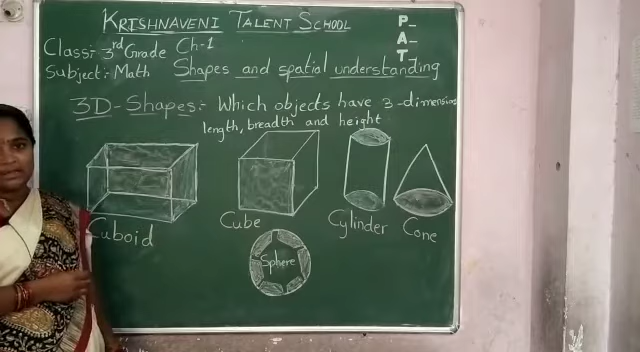 KRISHNAVENI TALENT SCHOOL
P-
A-
T-
Class:- 3rd Grade Ch-1
Subject:- Math Shapes and spatial understanding
3D-Shapes:- Which objects have 3-dimension
length, breadth and height
Cuboid
Cube
Cylinder
Cone
Sphere